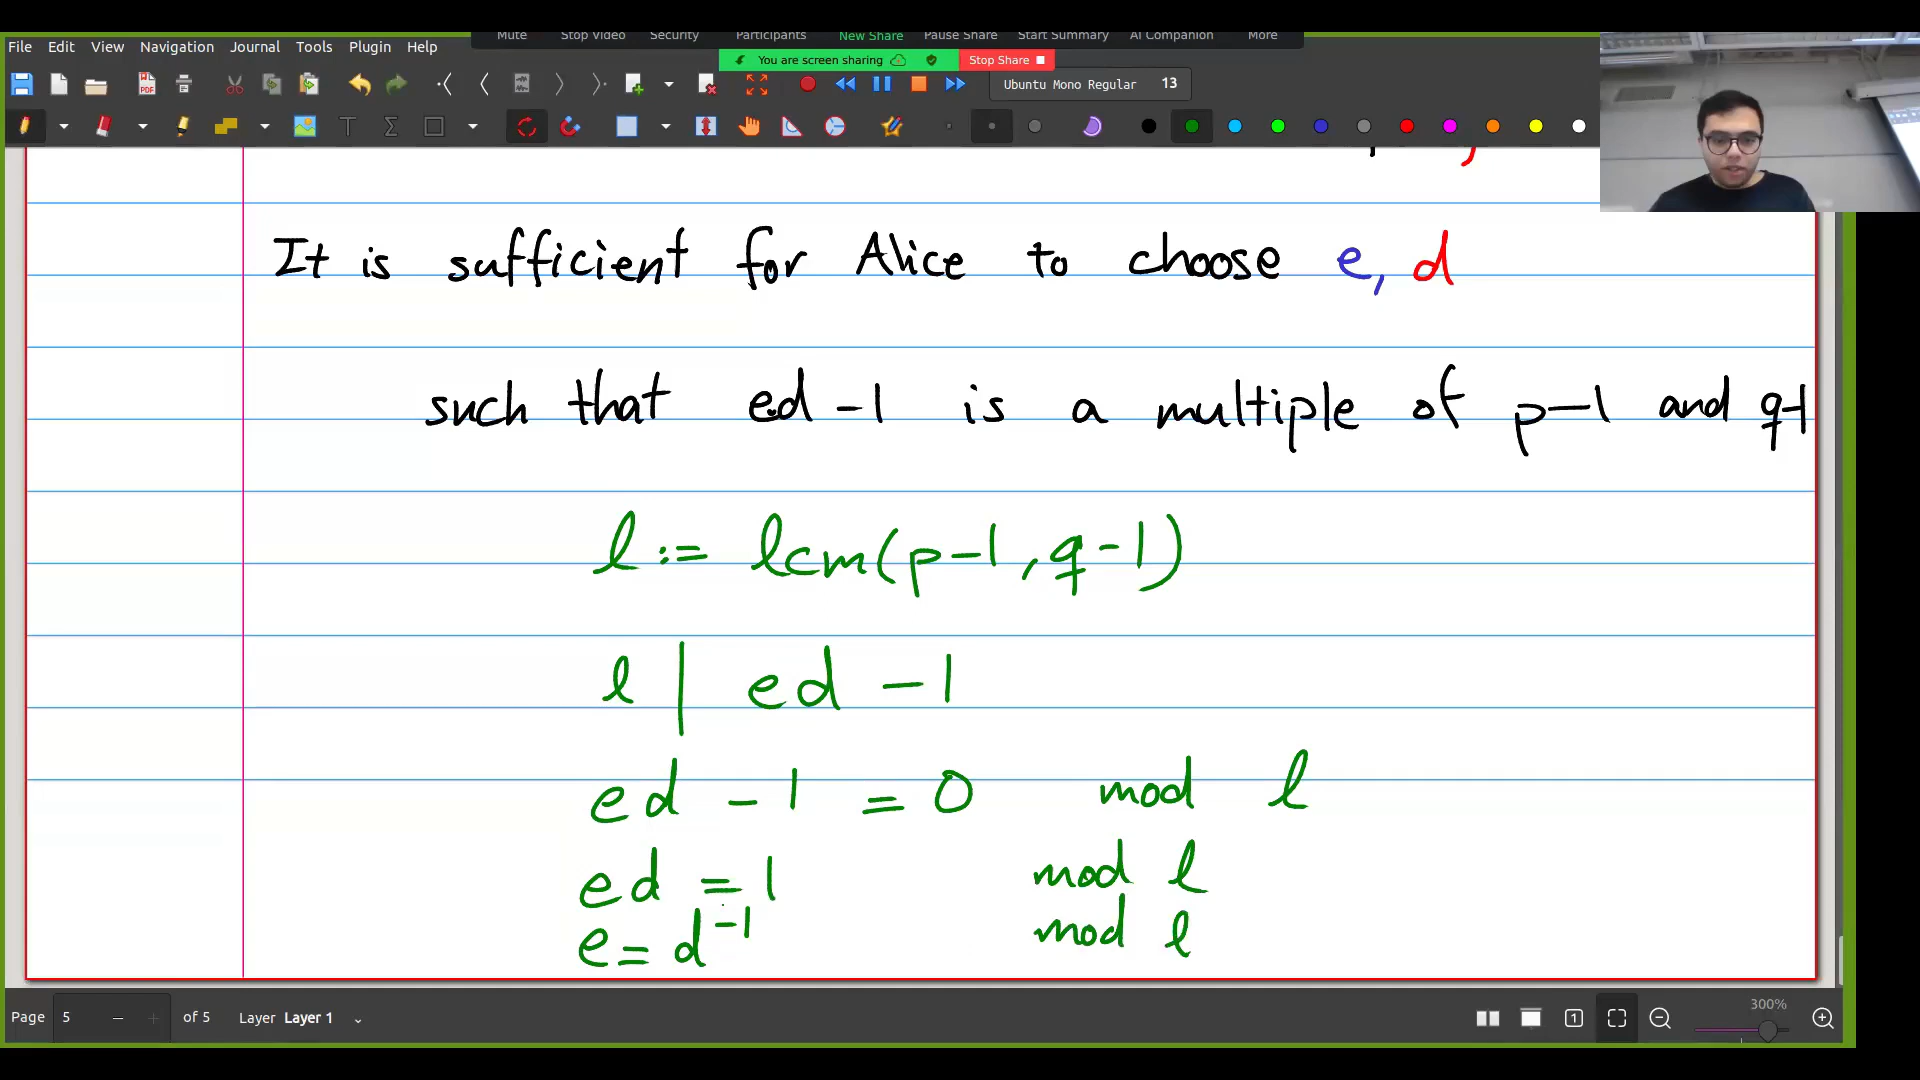 Mute Stop Video Security Participants New Share Pause Share Start Summary AI Companion More
File Edit View Navigation Journal Tools Plugin Help
You are screen sharing Stop Share
Ubuntu Mono Regular 13
It is sufficient for Alice to choose e, d
such that ed - 1 is a multiple of p-1 and q-1
l := lcm(p-1, q-1)
l | ed - 1
ed - 1 = 0 mod l
ed = 1 mod l
e = d⁻¹ mod l
Page 5 of 5 Layer Layer 1 300%